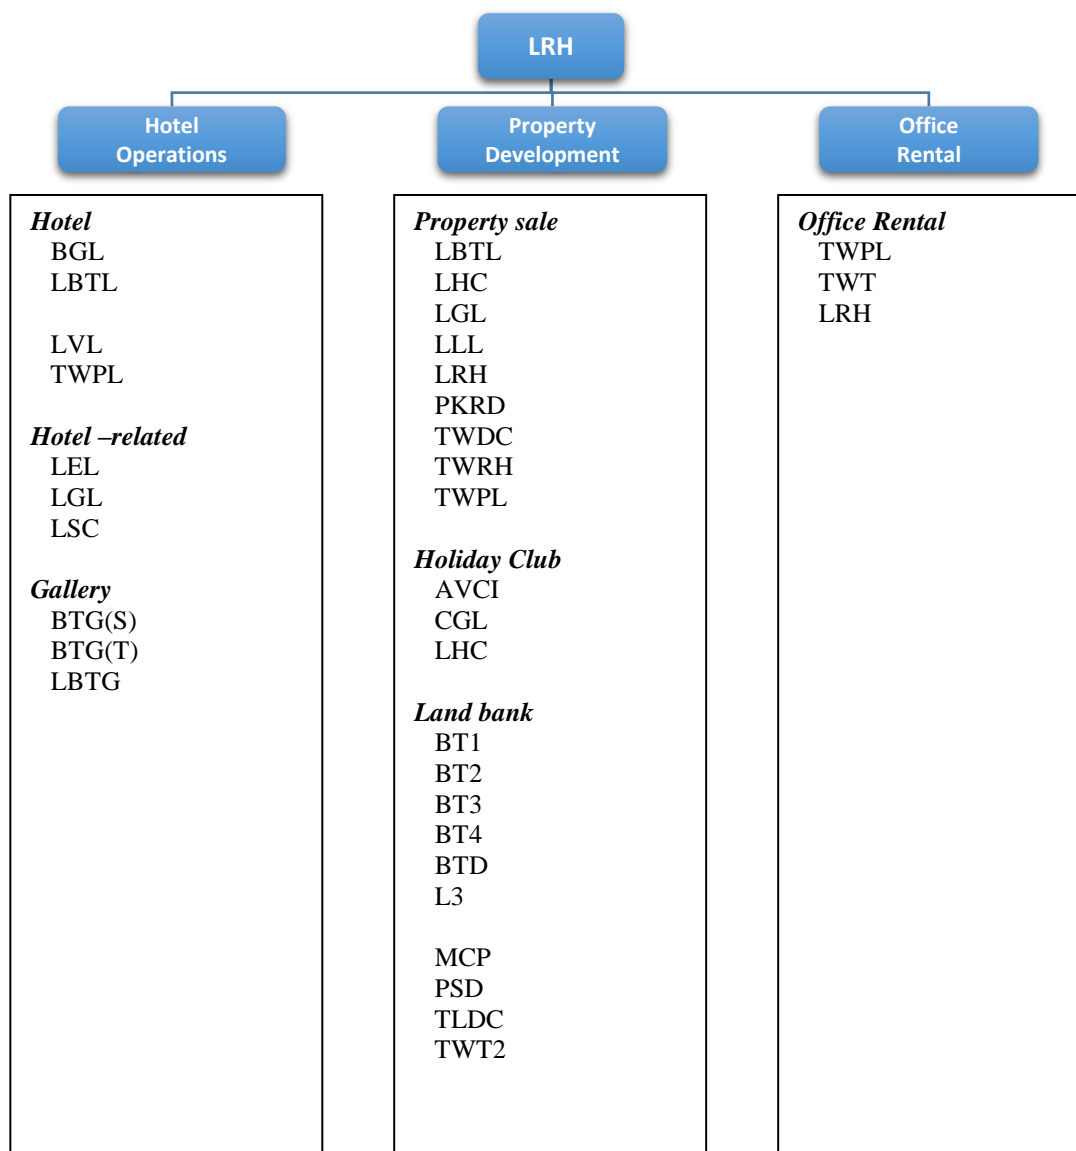 LRH
Hotel
Operations
Property
Development
Office
Rental
Hotel
BGL
LBTL
LVL
TWPL
Hotel –related
LEL
LGL
LSC
Gallery
BTG(S)
BTG(T)
LBTG
Property sale
LBTL
LHC
LGL
LLL
LRH
PKRD
TWDC
TWRH
TWPL
Holiday Club
AVCI
CGL
LHC
Land bank
BT1
BT2
BT3
BT4
BTD
L3
MCP
PSD
TLDC
TWT2
Office Rental
TWPL
TWT
LRH